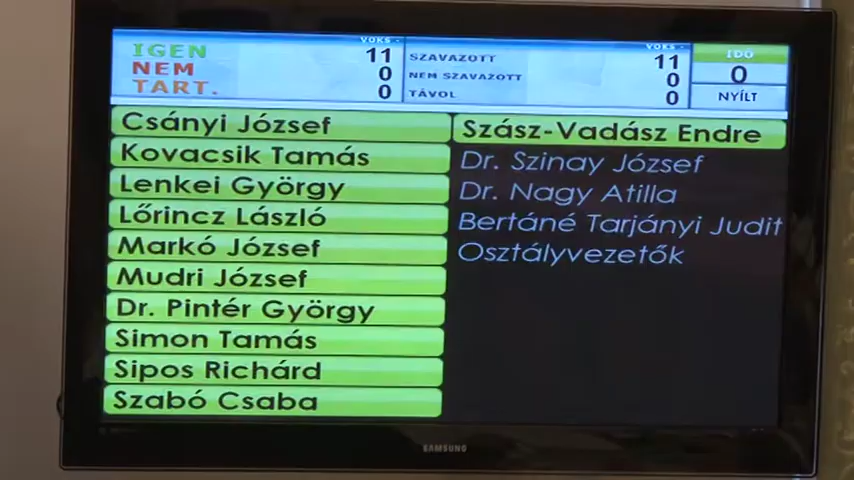 VOKS -
IGEN 11
NEM 0
TART. 0
VOKS -
SZAVAZOTT 11
NEM SZAVAZOTT 0
TÁVOL 0
IDŐ
0
NYÍLT
Csányi József
Kovacsik Tamás
Lenkei György
Lőrincz László
Markó József
Mudri József
Dr. Pintér György
Simon Tamás
Sipos Richárd
Szabó Csaba
Szász-Vadász Endre
Dr. Szinay József
Dr. Nagy Atilla
Bertáné Tarjányi Judit
Osztályvezetők
SAMSUNG